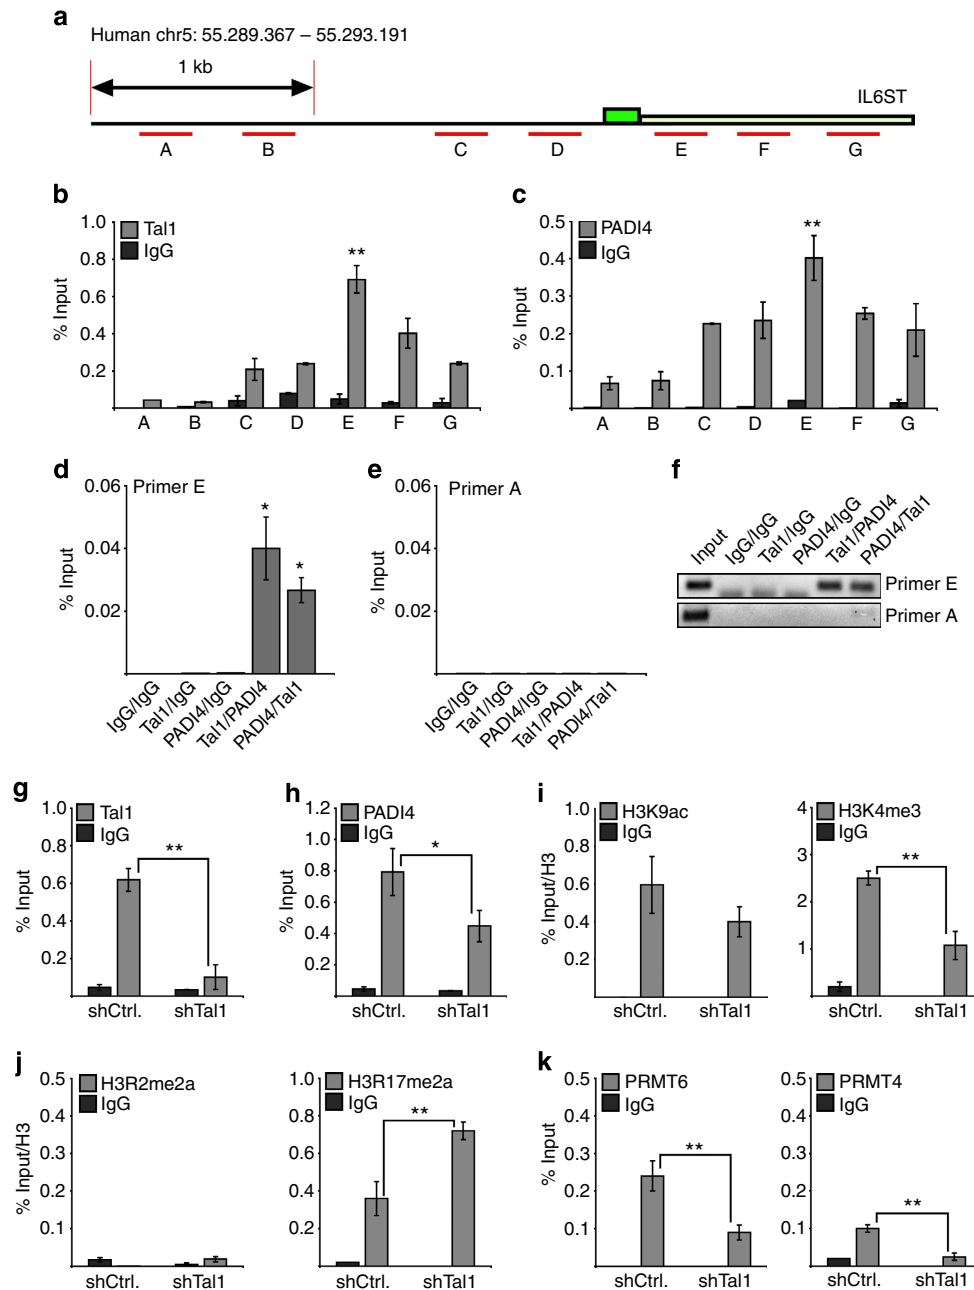 a
Human chr5: 55.289.367 – 55.293.191
1 kb
IL6ST
A B C D E F G
b
Tal1
IgG
% Input
1.0
0.8
0.6
0.4
0.2
A B C D E F G
**
c
PADI4
IgG
% Input
0.5
0.4
0.3
0.2
0.1
A B C D E F G
**
d
Primer E
% Input
0.06
0.04
0.02
* *
IgG/IgG
Tal1/IgG
PADI4/IgG
Tal1/PADI4
PADI4/Tal1
e
Primer A
% Input
0.06
0.04
0.02
IgG/IgG
Tal1/IgG
PADI4/IgG
Tal1/PADI4
PADI4/Tal1
f
Input
IgG/IgG
Tal1/IgG
PADI4/IgG
Tal1/PADI4
PADI4/Tal1
Primer E
Primer A
g
Tal1
IgG
% Input
1.0
0.8
0.6
0.4
0.2
**
shCtrl. shTal1
h
PADI4
IgG
% Input
1.2
1.0
0.8
0.6
0.4
0.2
*
shCtrl. shTal1
i
H3K9ac
IgG
% Input/H3
1.0
0.8
0.6
0.4
0.2
shCtrl. shTal1
H3K4me3
IgG
4
3
2
1
**
shCtrl. shTal1
j
H3R2me2a
IgG
% Input/H3
0.5
0.4
0.3
0.2
0.1
shCtrl. shTal1
H3R17me2a
IgG
1.0
0.8
0.6
0.4
0.2
**
shCtrl. shTal1
k
PRMT6
IgG
% Input
0.5
0.4
0.3
0.2
0.1
**
shCtrl. shTal1
PRMT4
IgG
0.5
0.4
0.3
0.2
0.1
**
shCtrl. shTal1